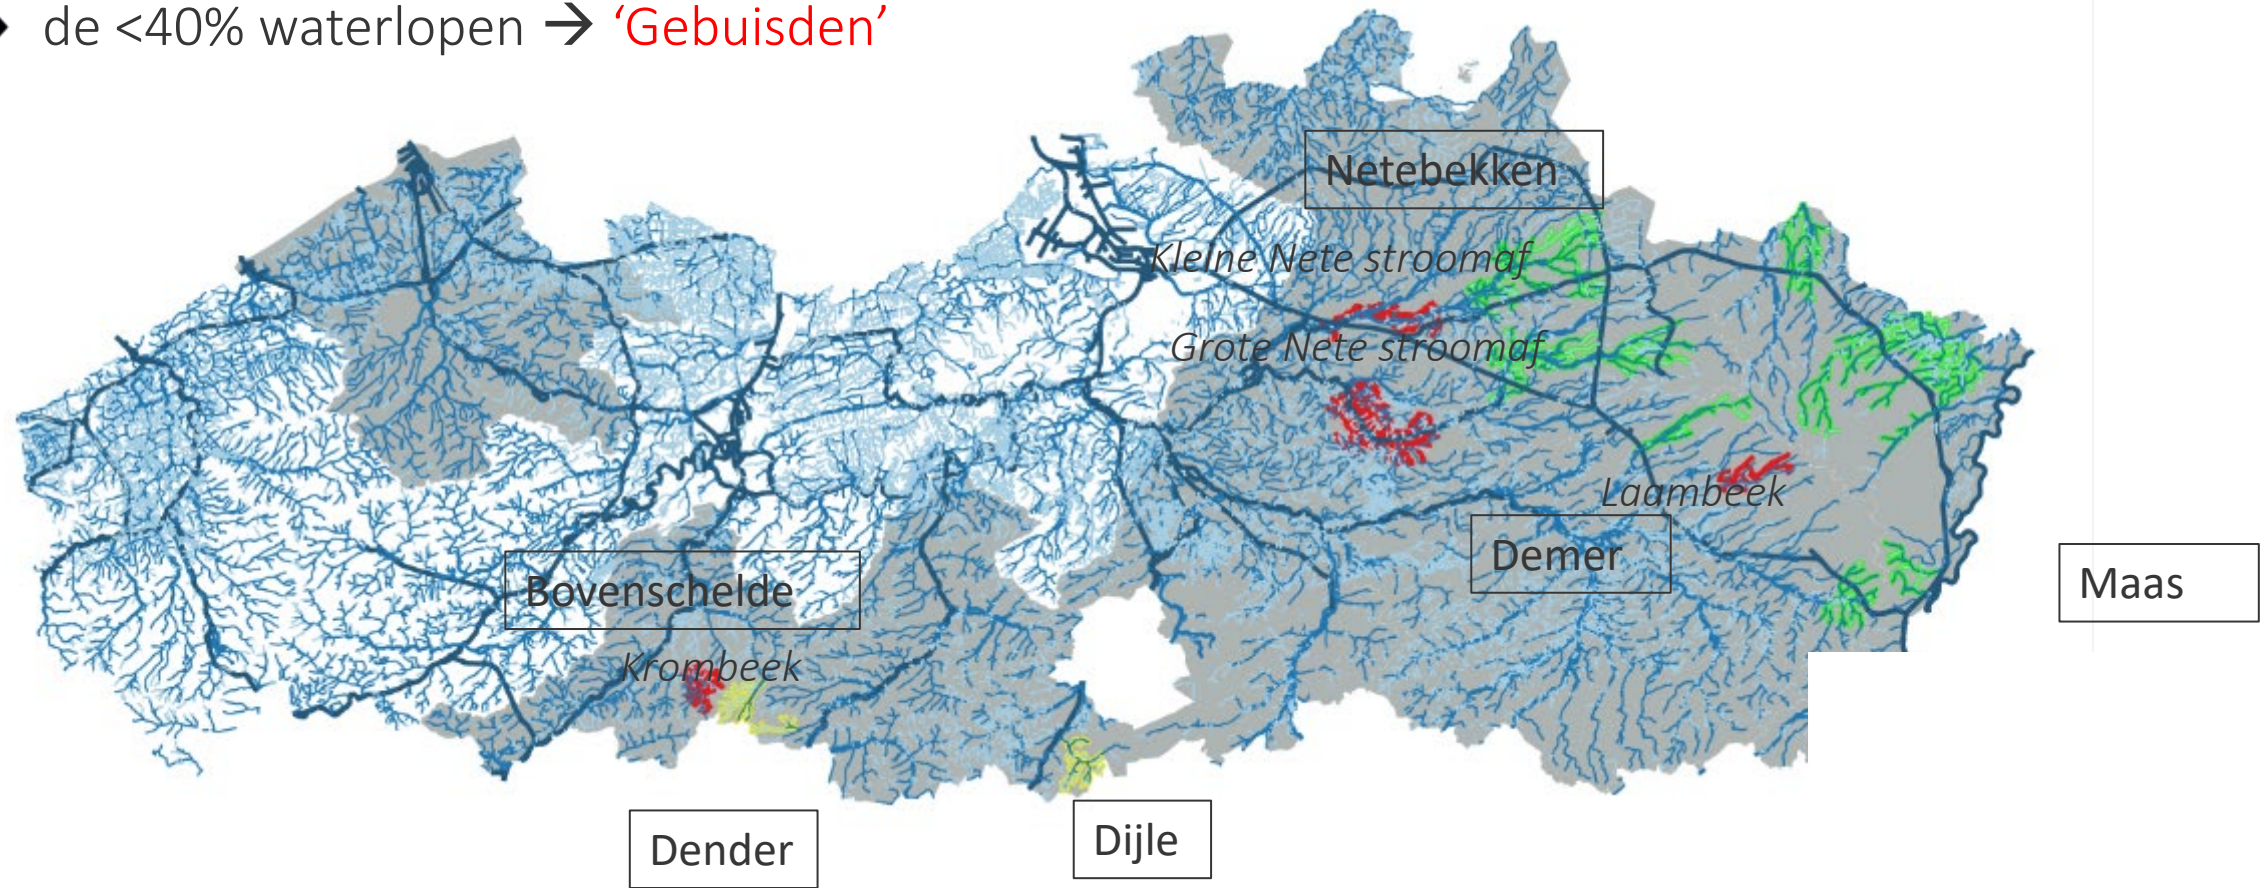 de <40% waterlopen → ‘Gebuisden’
Netebekken
Kleine Nete stroomaf
Grote Nete stroomaf
Laambeek
Demer
Maas
Bovenschelde
Krombeek
Dender
Dijle